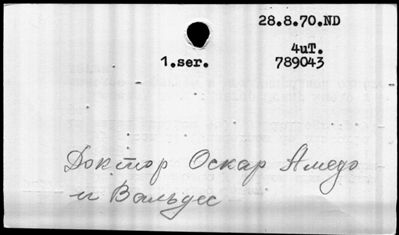 28.8.70.ND
4uT.
1.ser. 789043
Доктор Оскар Амедо
и Вальдес